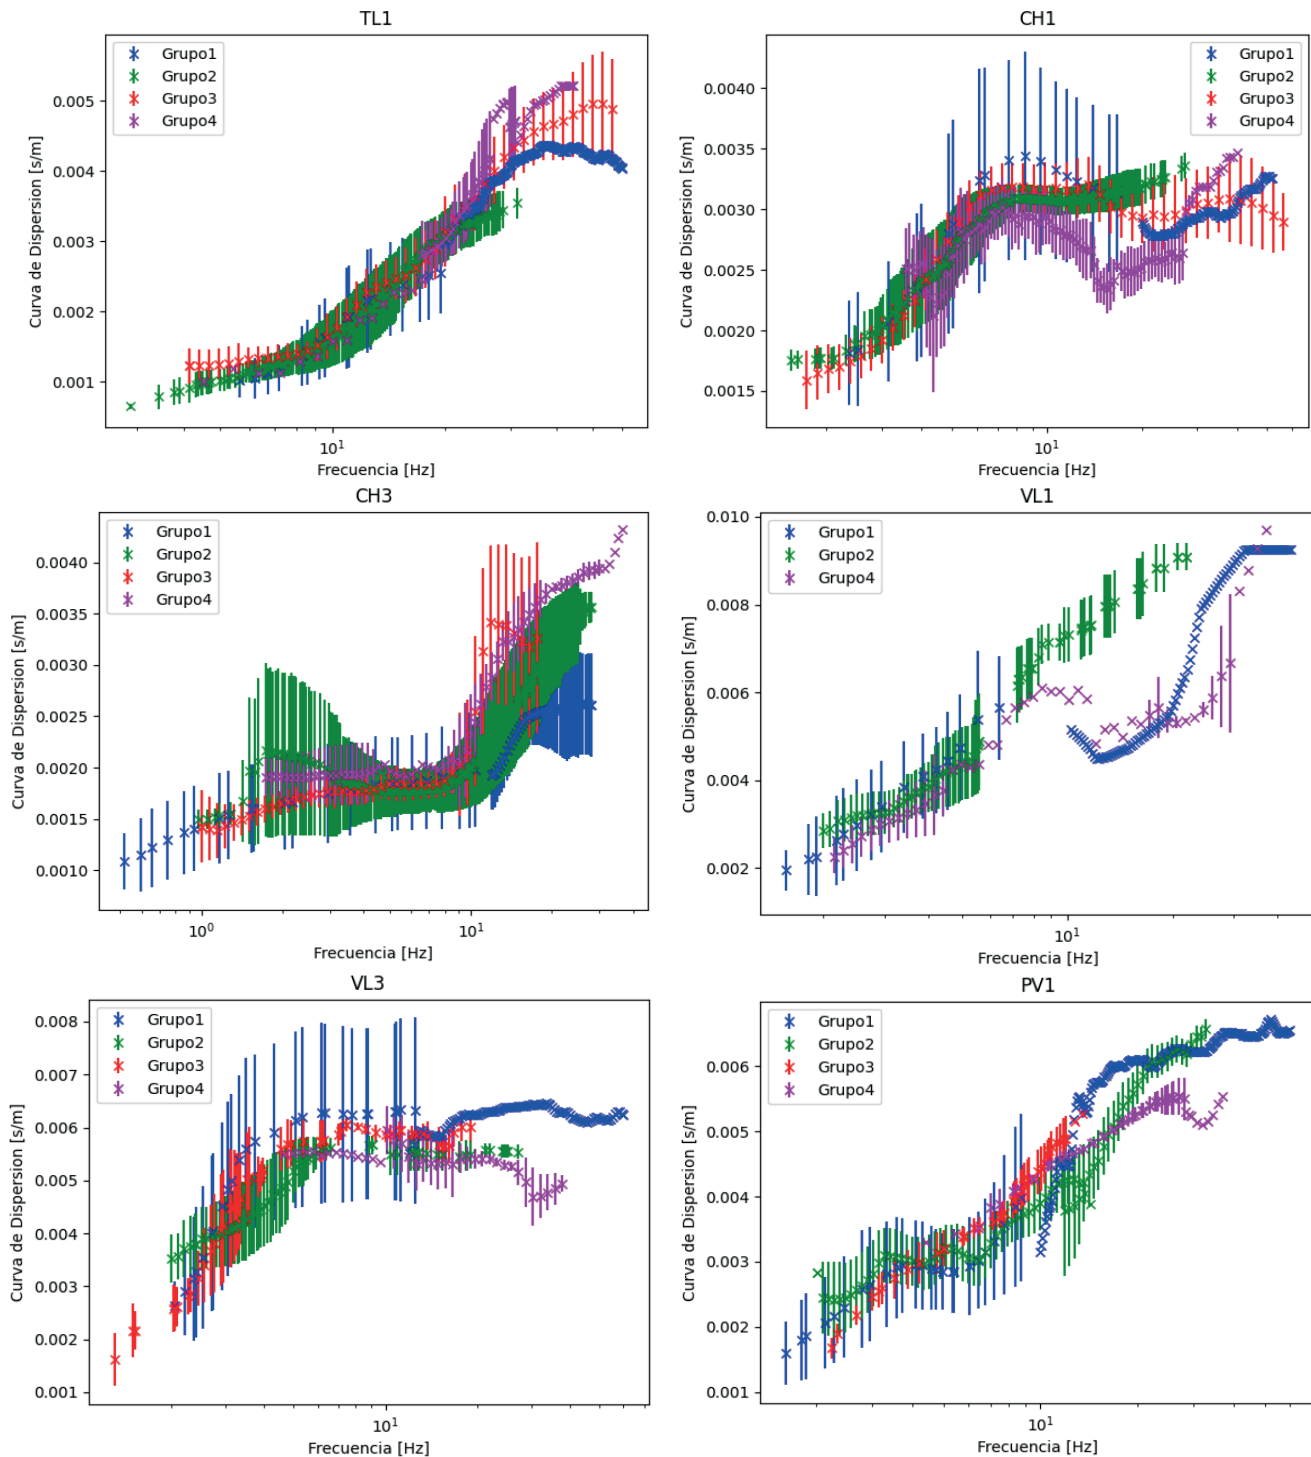 TL1
Grupo1
Grupo2
Grupo3
Grupo4
0.005
0.004
0.003
0.002
0.001
Curva de Dispersion [s/m]
10¹
Frecuencia [Hz]
CH1
Grupo1
Grupo2
Grupo3
Grupo4
0.0040
0.0035
0.0030
0.0025
0.0020
0.0015
Curva de Dispersion [s/m]
10¹
Frecuencia [Hz]
CH3
Grupo1
Grupo2
Grupo3
Grupo4
0.0040
0.0035
0.0030
0.0025
0.0020
0.0015
0.0010
Curva de Dispersion [s/m]
10⁰ 10¹
Frecuencia [Hz]
VL1
Grupo1
Grupo2
Grupo4
0.010
0.008
0.006
0.004
0.002
Curva de Dispersion [s/m]
10¹
Frecuencia [Hz]
VL3
Grupo1
Grupo2
Grupo3
Grupo4
0.008
0.007
0.006
0.005
0.004
0.003
0.002
0.001
Curva de Dispersion [s/m]
10¹
Frecuencia [Hz]
PV1
Grupo1
Grupo2
Grupo3
Grupo4
0.006
0.005
0.004
0.003
0.002
0.001
Curva de Dispersion [s/m]
10¹
Frecuencia [Hz]